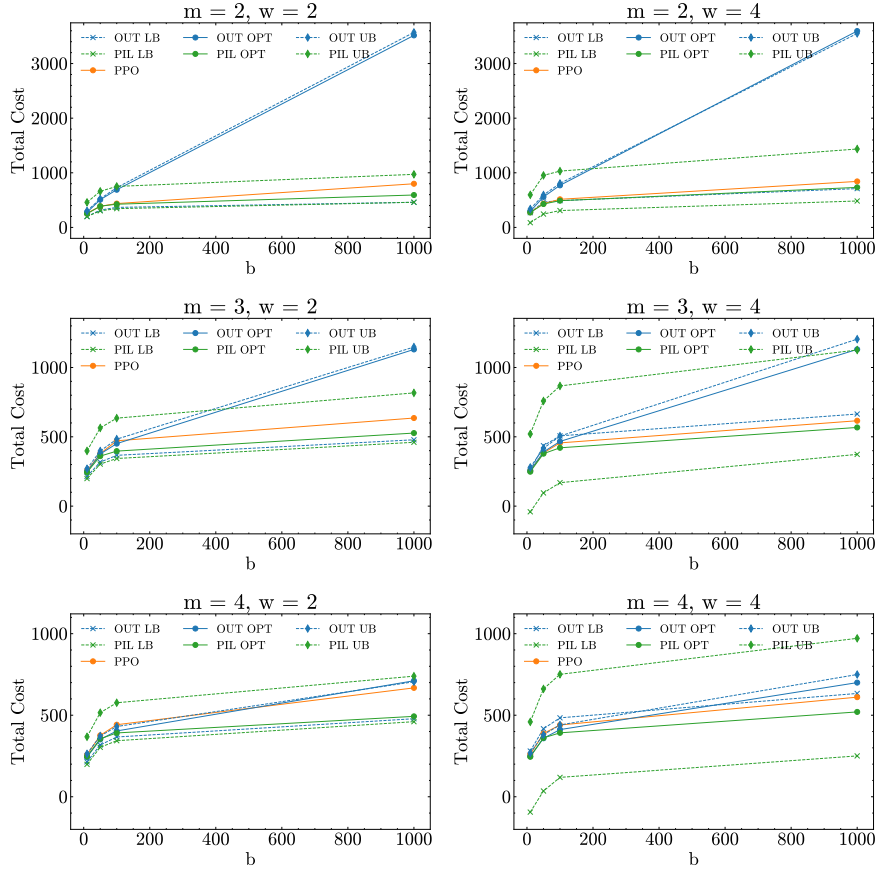 m = 2, w = 2
OUT LB OUT OPT OUT UB
PIL LB PIL OPT PIL UB
PPO
Total Cost
3000
2000
1000
0
0 200 400 600 800 1000
b
m = 2, w = 4
OUT LB OUT OPT OUT UB
PIL LB PIL OPT PIL UB
PPO
Total Cost
3000
2000
1000
0
0 200 400 600 800 1000
b
m = 3, w = 2
OUT LB OUT OPT OUT UB
PIL LB PIL OPT PIL UB
PPO
Total Cost
1000
500
0
0 200 400 600 800 1000
b
m = 3, w = 4
OUT LB OUT OPT OUT UB
PIL LB PIL OPT PIL UB
PPO
Total Cost
1000
500
0
0 200 400 600 800 1000
b
m = 4, w = 2
OUT LB OUT OPT OUT UB
PIL LB PIL OPT PIL UB
PPO
Total Cost
1000
500
0
0 200 400 600 800 1000
b
m = 4, w = 4
OUT LB OUT OPT OUT UB
PIL LB PIL OPT PIL UB
PPO
Total Cost
1000
500
0
0 200 400 600 800 1000
b